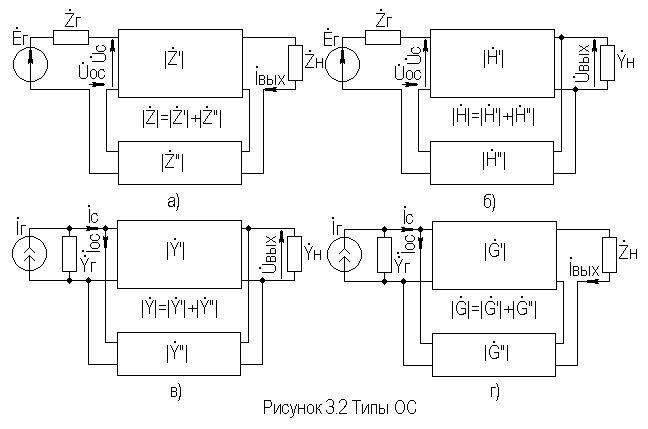 Żг
Ėг
U̇ос
U̇с
|Ż'|
Żн
İвых
|Ż|=|Ż'|+|Ż"|
|Ż"|
а)
Żг
Ėг
U̇ос
U̇с
|Ḣ'|
U̇вых
Ẏн
|Ḣ|=|Ḣ'|+|Ḣ"|
|Ḣ"|
б)
İг
İс
İос
Ẏг
|Ẏ'|
U̇вых
Ẏн
|Ẏ|=|Ẏ'|+|Ẏ"|
|Ẏ"|
в)
İг
İс
İос
Ẏг
|Ġ'|
Żн
İвых
|Ġ|=|Ġ'|+|Ġ"|
|Ġ"|
г)
Рисунок 3.2 Типы ОС